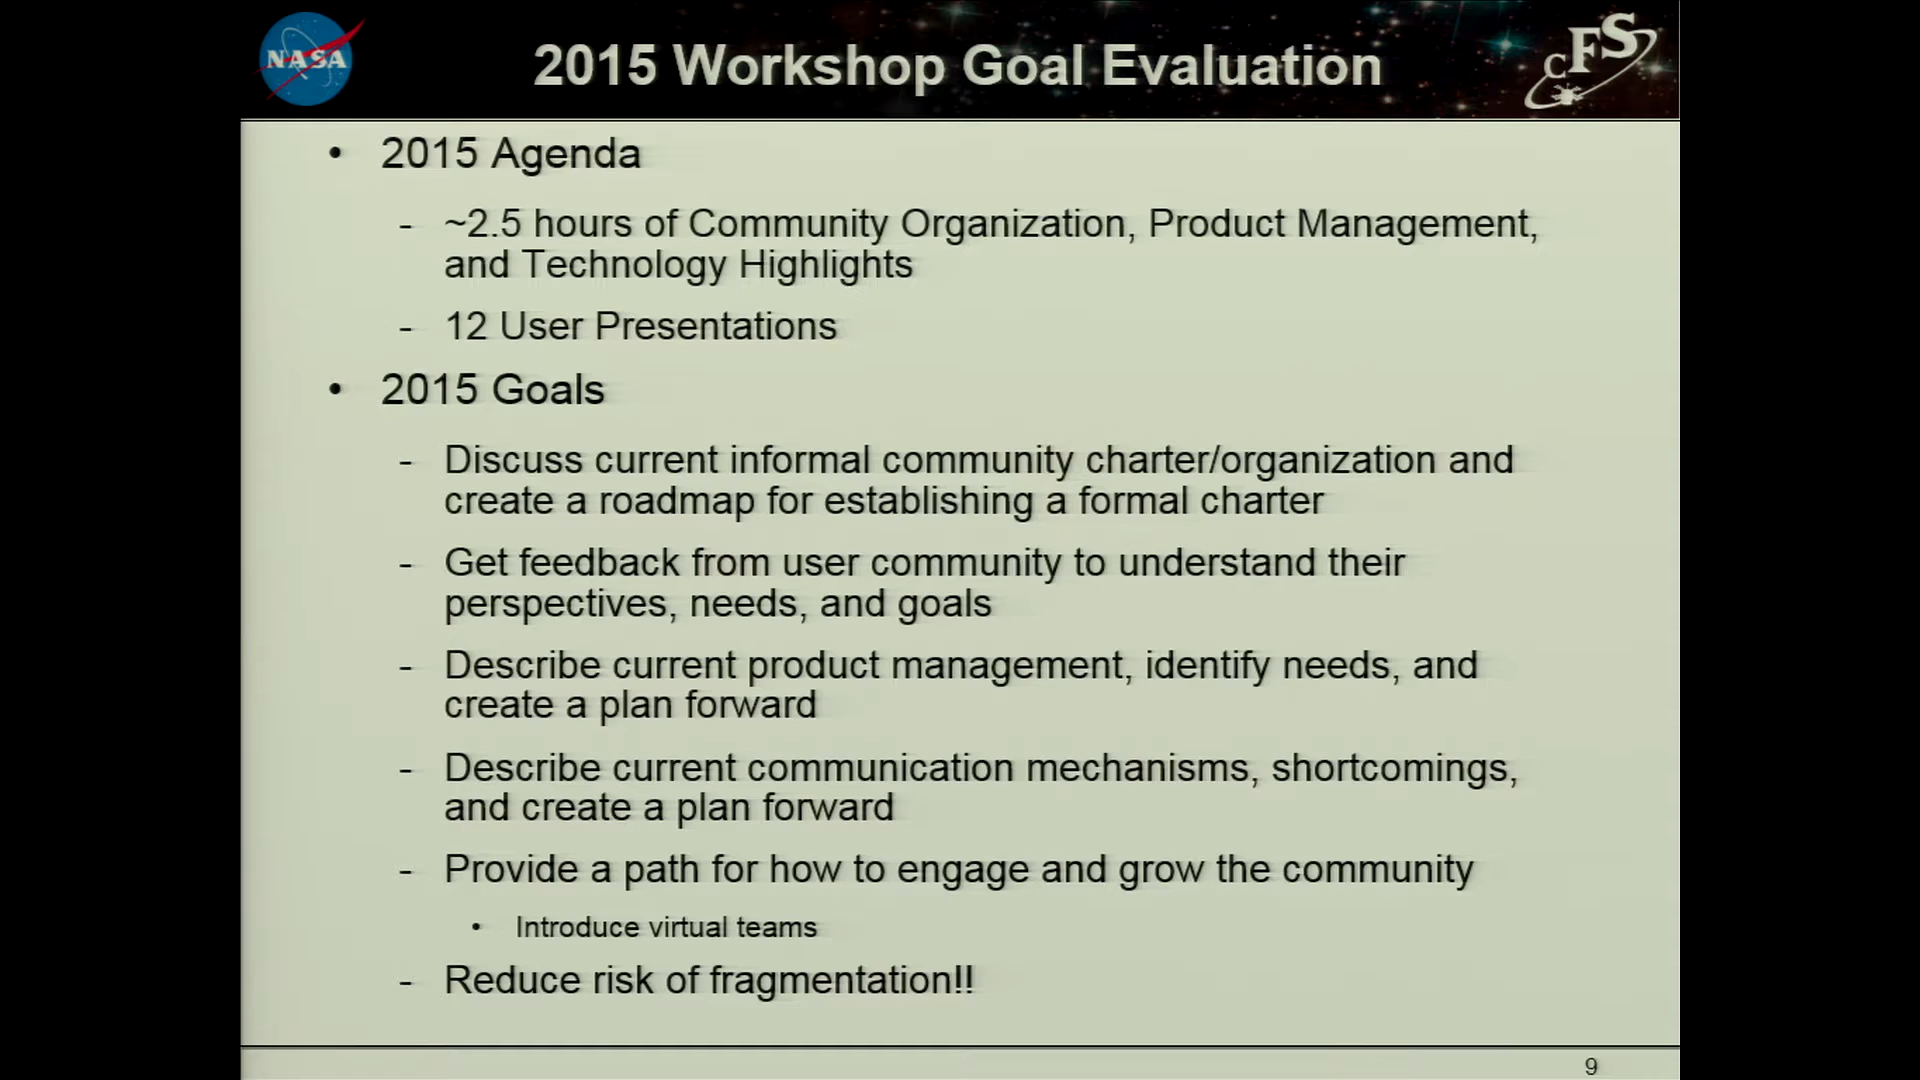 NASA
2015 Workshop Goal Evaluation
cFS
• 2015 Agenda
- ~2.5 hours of Community Organization, Product Management,
and Technology Highlights
- 12 User Presentations
• 2015 Goals
- Discuss current informal community charter/organization and
create a roadmap for establishing a formal charter
- Get feedback from user community to understand their
perspectives, needs, and goals
- Describe current product management, identify needs, and
create a plan forward
- Describe current communication mechanisms, shortcomings,
and create a plan forward
- Provide a path for how to engage and grow the community
• Introduce virtual teams
- Reduce risk of fragmentation!!
9